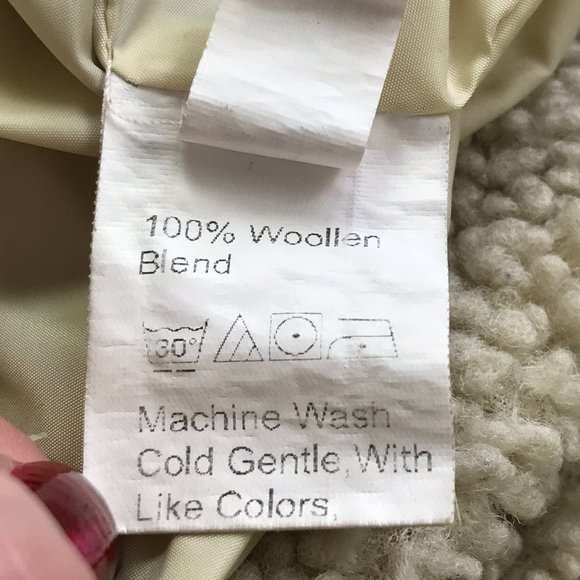 100% Woollen
Blend
30°
Machine Wash
Cold Gentle, With
Like Colors,